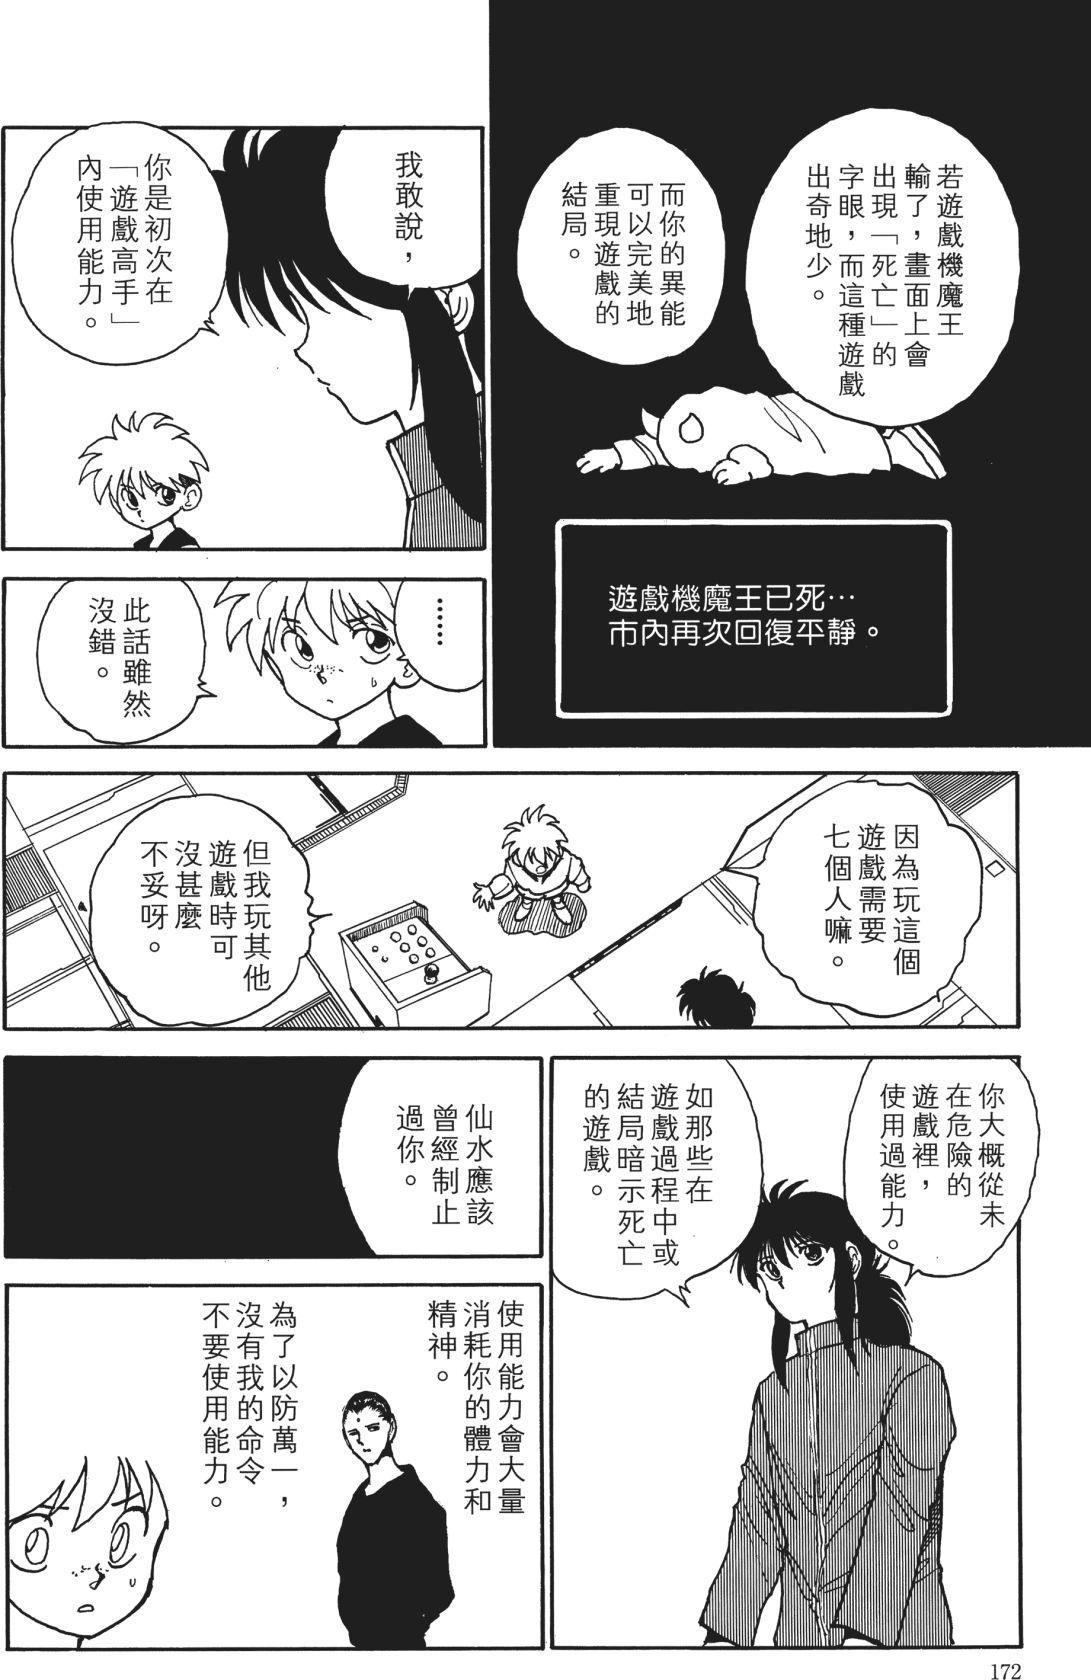 若遊戲機魔王
輸了，畫面上會
出現「死亡」的
字眼，而這種遊戲
出奇地少。
而你的異能
可以完美地
重現遊戲的
結局。
遊戲機魔王已死…
市內再次回復平靜。
我敢說，
你是初次在
「遊戲高手」
內使用能力。
……
此話雖然
沒錯。
因為玩這個
遊戲需要
七個人嘛。
但我玩其他
遊戲時可
沒甚麼
不妥呀。
你大概從未
在危險的
遊戲裡，
使用過能力。
如那些在
遊戲過程中或
結局暗示死亡
的遊戲。
仙水應該
曾經制止
過你。
使用能力會大量
消耗你的體力和
精神。
為了以防萬一，
沒有我的命令
不要使用能力。
172